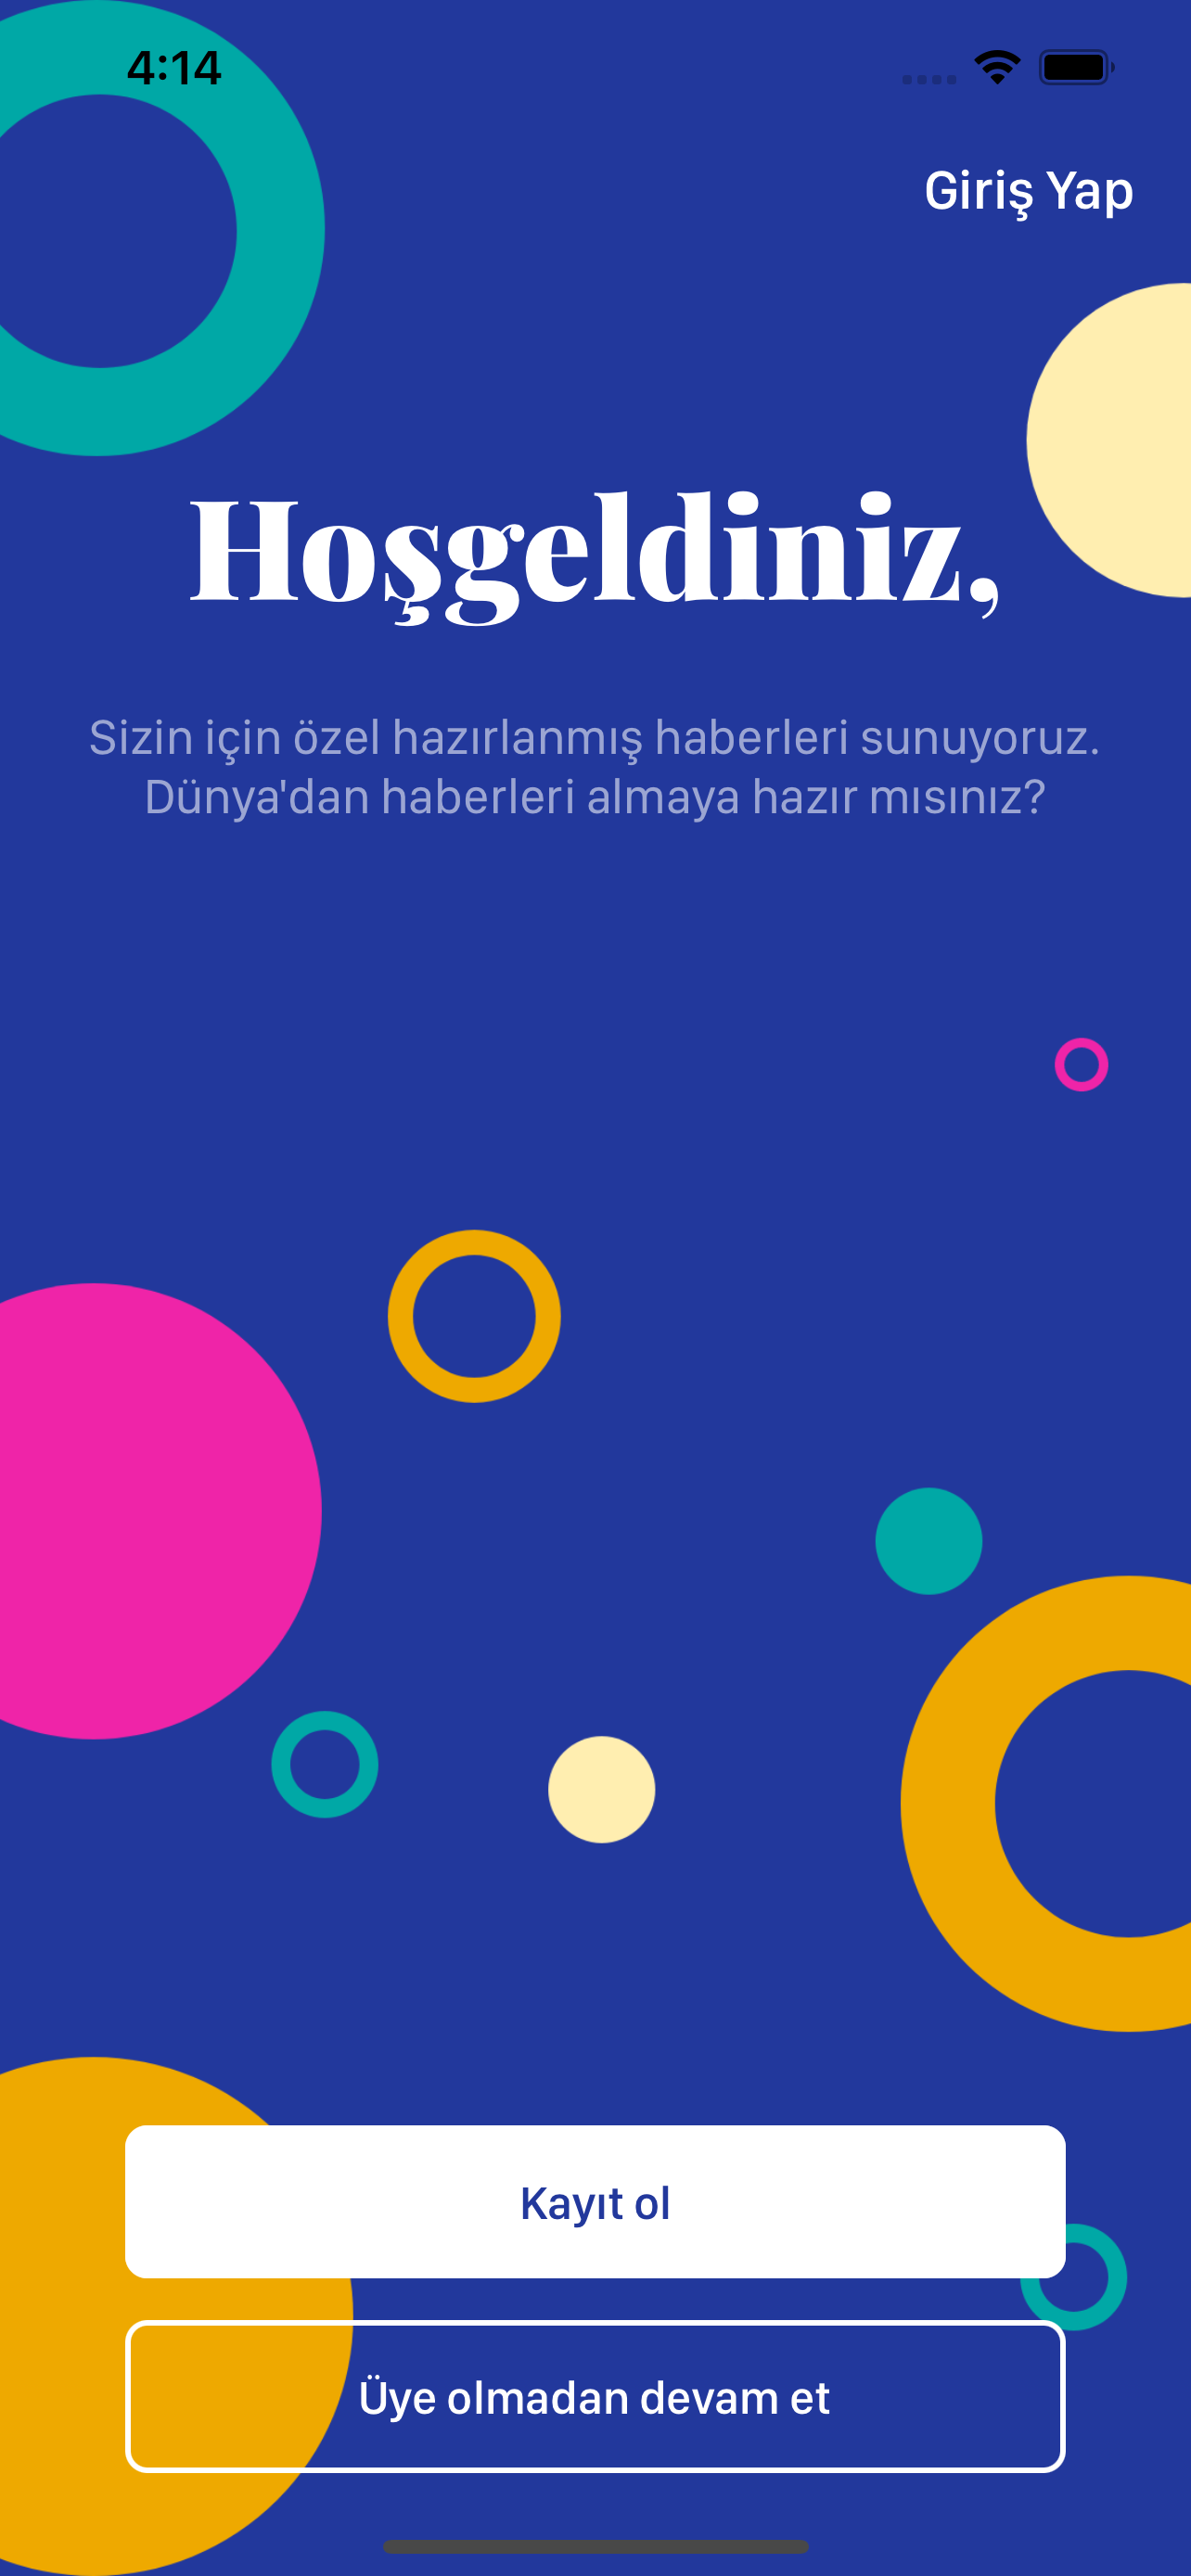 4:14
Giriş Yap
Hoşgeldiniz,
Sizin için özel hazırlanmış haberleri sunuyoruz.
Dünya'dan haberleri almaya hazır mısınız?
Kayıt ol
Üye olmadan devam et